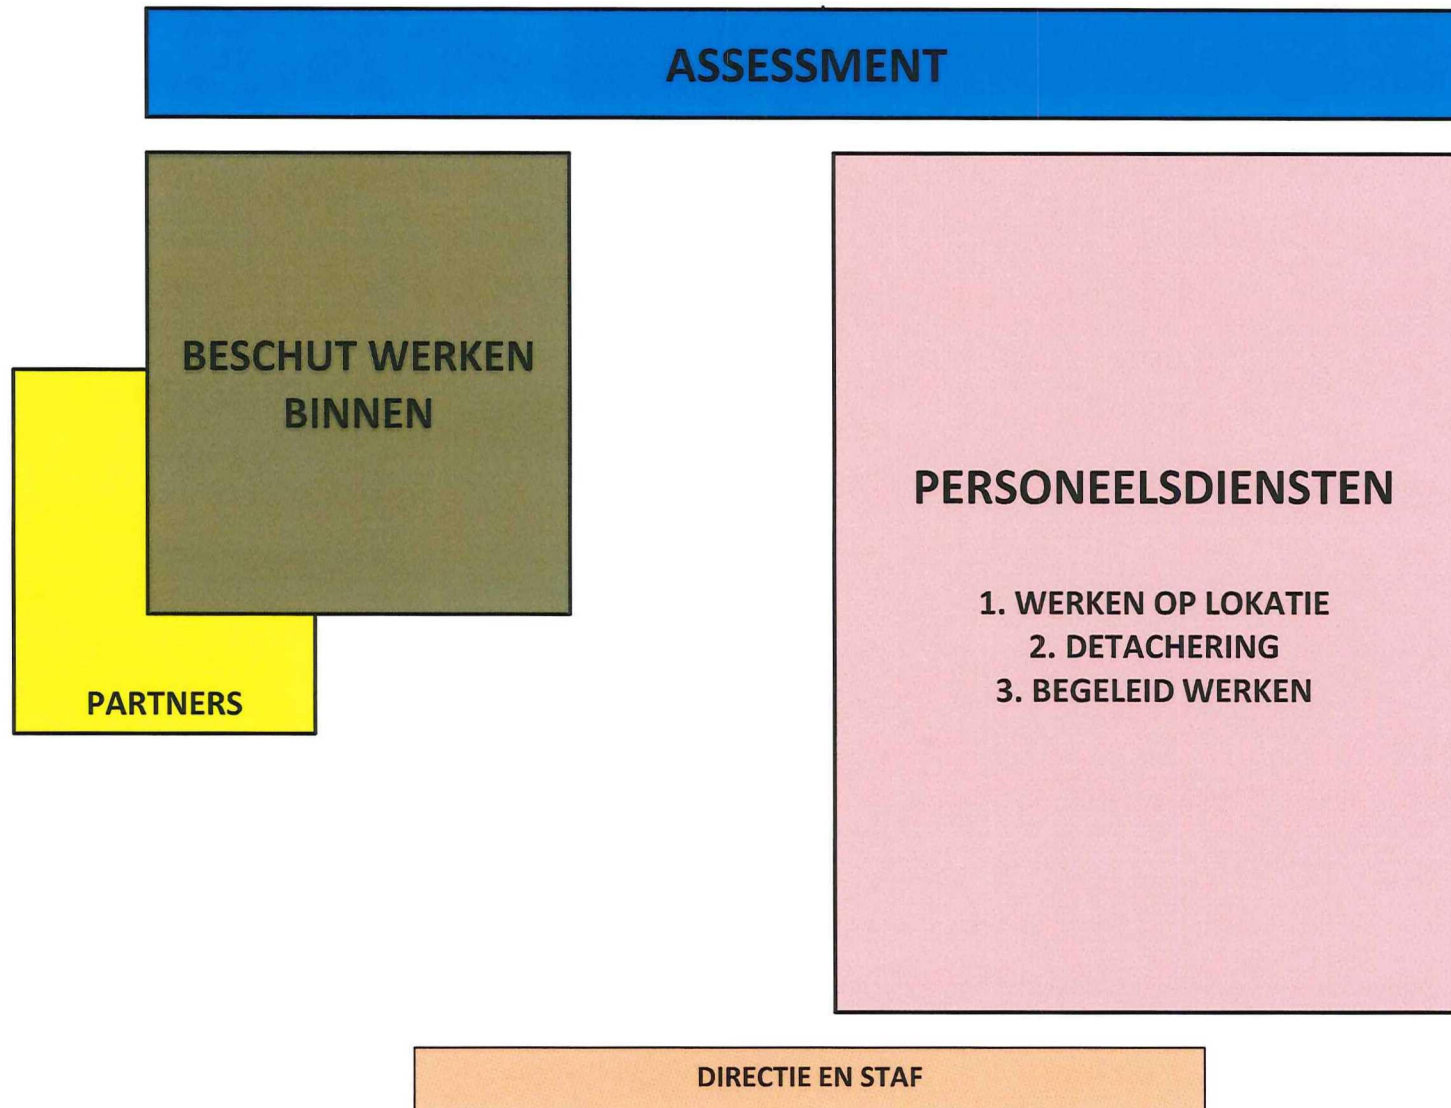 ASSESSMENT
BESCHUT WERKEN
BINNEN
PARTNERS
PERSONEELSDIENSTEN
1. WERKEN OP LOKATIE
2. DETACHERING
3. BEGELEID WERKEN
DIRECTIE EN STAF